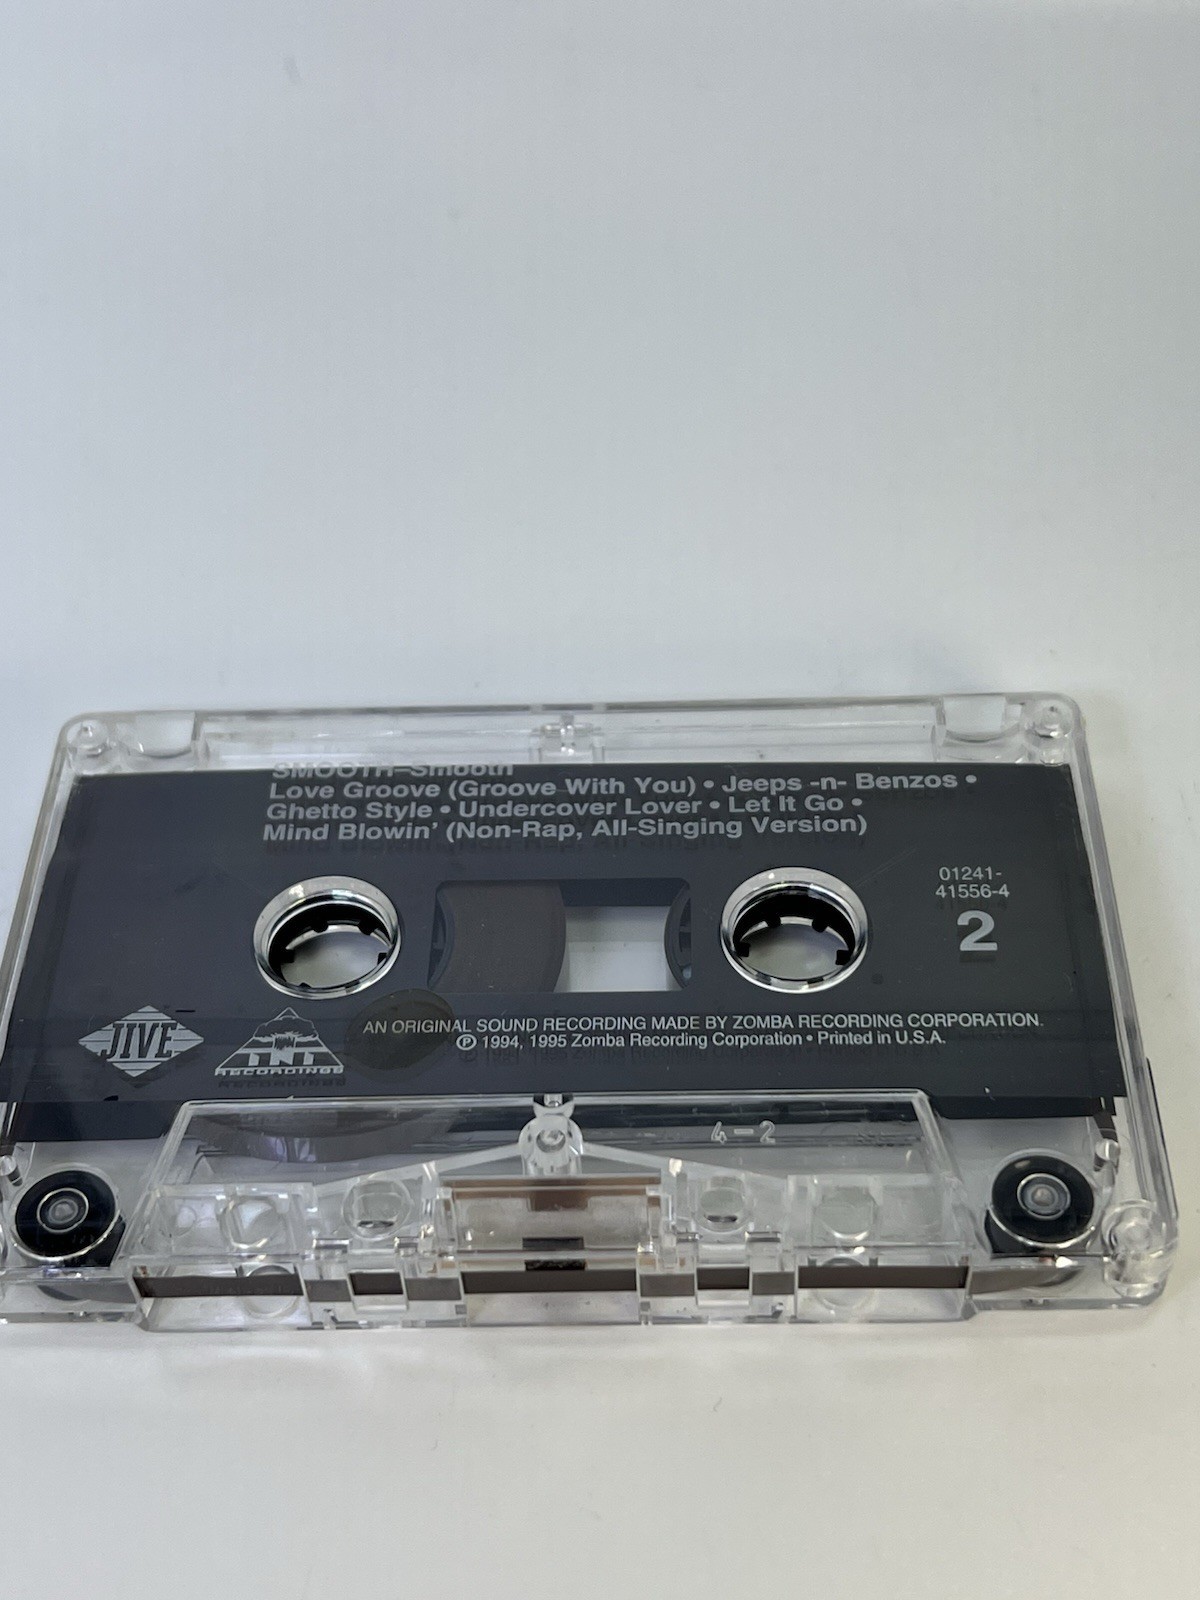 SMOOTH–Smooth
Love Groove (Groove With You) • Jeeps -n- Benzos •
Ghetto Style • Undercover Lover • Let It Go •
Mind Blowin' (Non-Rap, All-Singing Version)
01241-
41556-4
2
JIVE
TNT
RECORDINGS
AN ORIGINAL SOUND RECORDING MADE BY ZOMBA RECORDING CORPORATION.
℗ 1994, 1995 Zomba Recording Corporation • Printed in U.S.A.
4-2